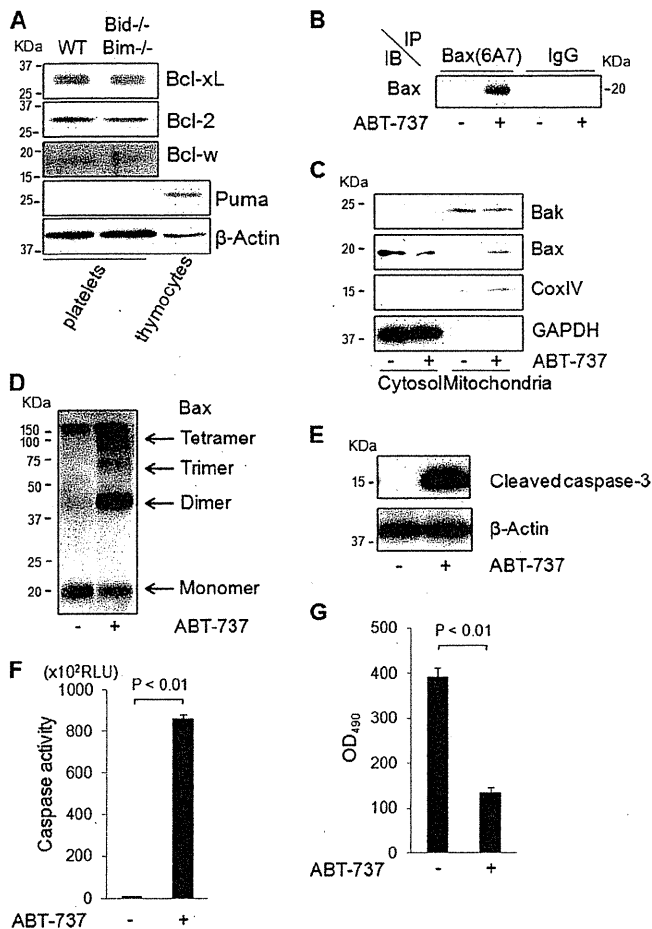 A
KDa
WT
Bid-/-
Bim-/-
37
25
Bcl-xL
37
25
Bcl-2
20
15
Bcl-w
25
Puma
37
β-Actin
platelets
thymocytes
B
IP
IB
Bax(6A7)
IgG
KDa
Bax
-20
ABT-737
- + - +
C
KDa
25
Bak
20
Bax
15
CoxIV
37
GAPDH
- + - + ABT-737
Cytosol Mitochondria
D
KDa
Bax
150
100
Tetramer
75
Trimer
50
Dimer
37
25
20
Monomer
- + ABT-737
E
KDa
15
Cleaved caspase-3
37
β-Actin
- + ABT-737
F
(x10²RLU)
P < 0.01
1000
800
600
400
200
0
Caspase activity
ABT-737 - +
G
P < 0.01
500
400
300
200
100
0
OD₄₉₀
ABT-737 - +